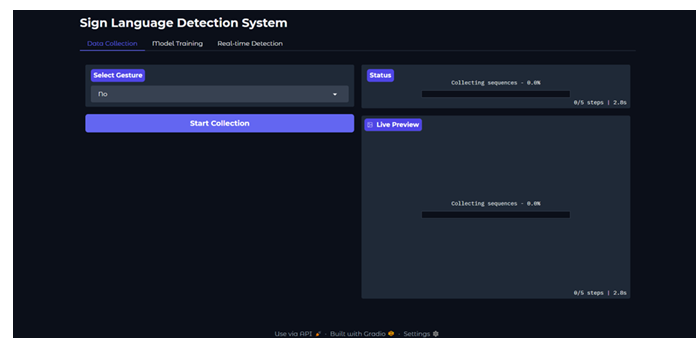 Sign Language Detection System
Data Collection Model Training Real-time Detection
Select Gesture
No
Start Collection
Status
Collecting sequences - 0.0%
0/5 steps | 2.8s
Live Preview
Collecting sequences - 0.0%
0/5 steps | 2.8s
Use via API · Built with Gradio · Settings